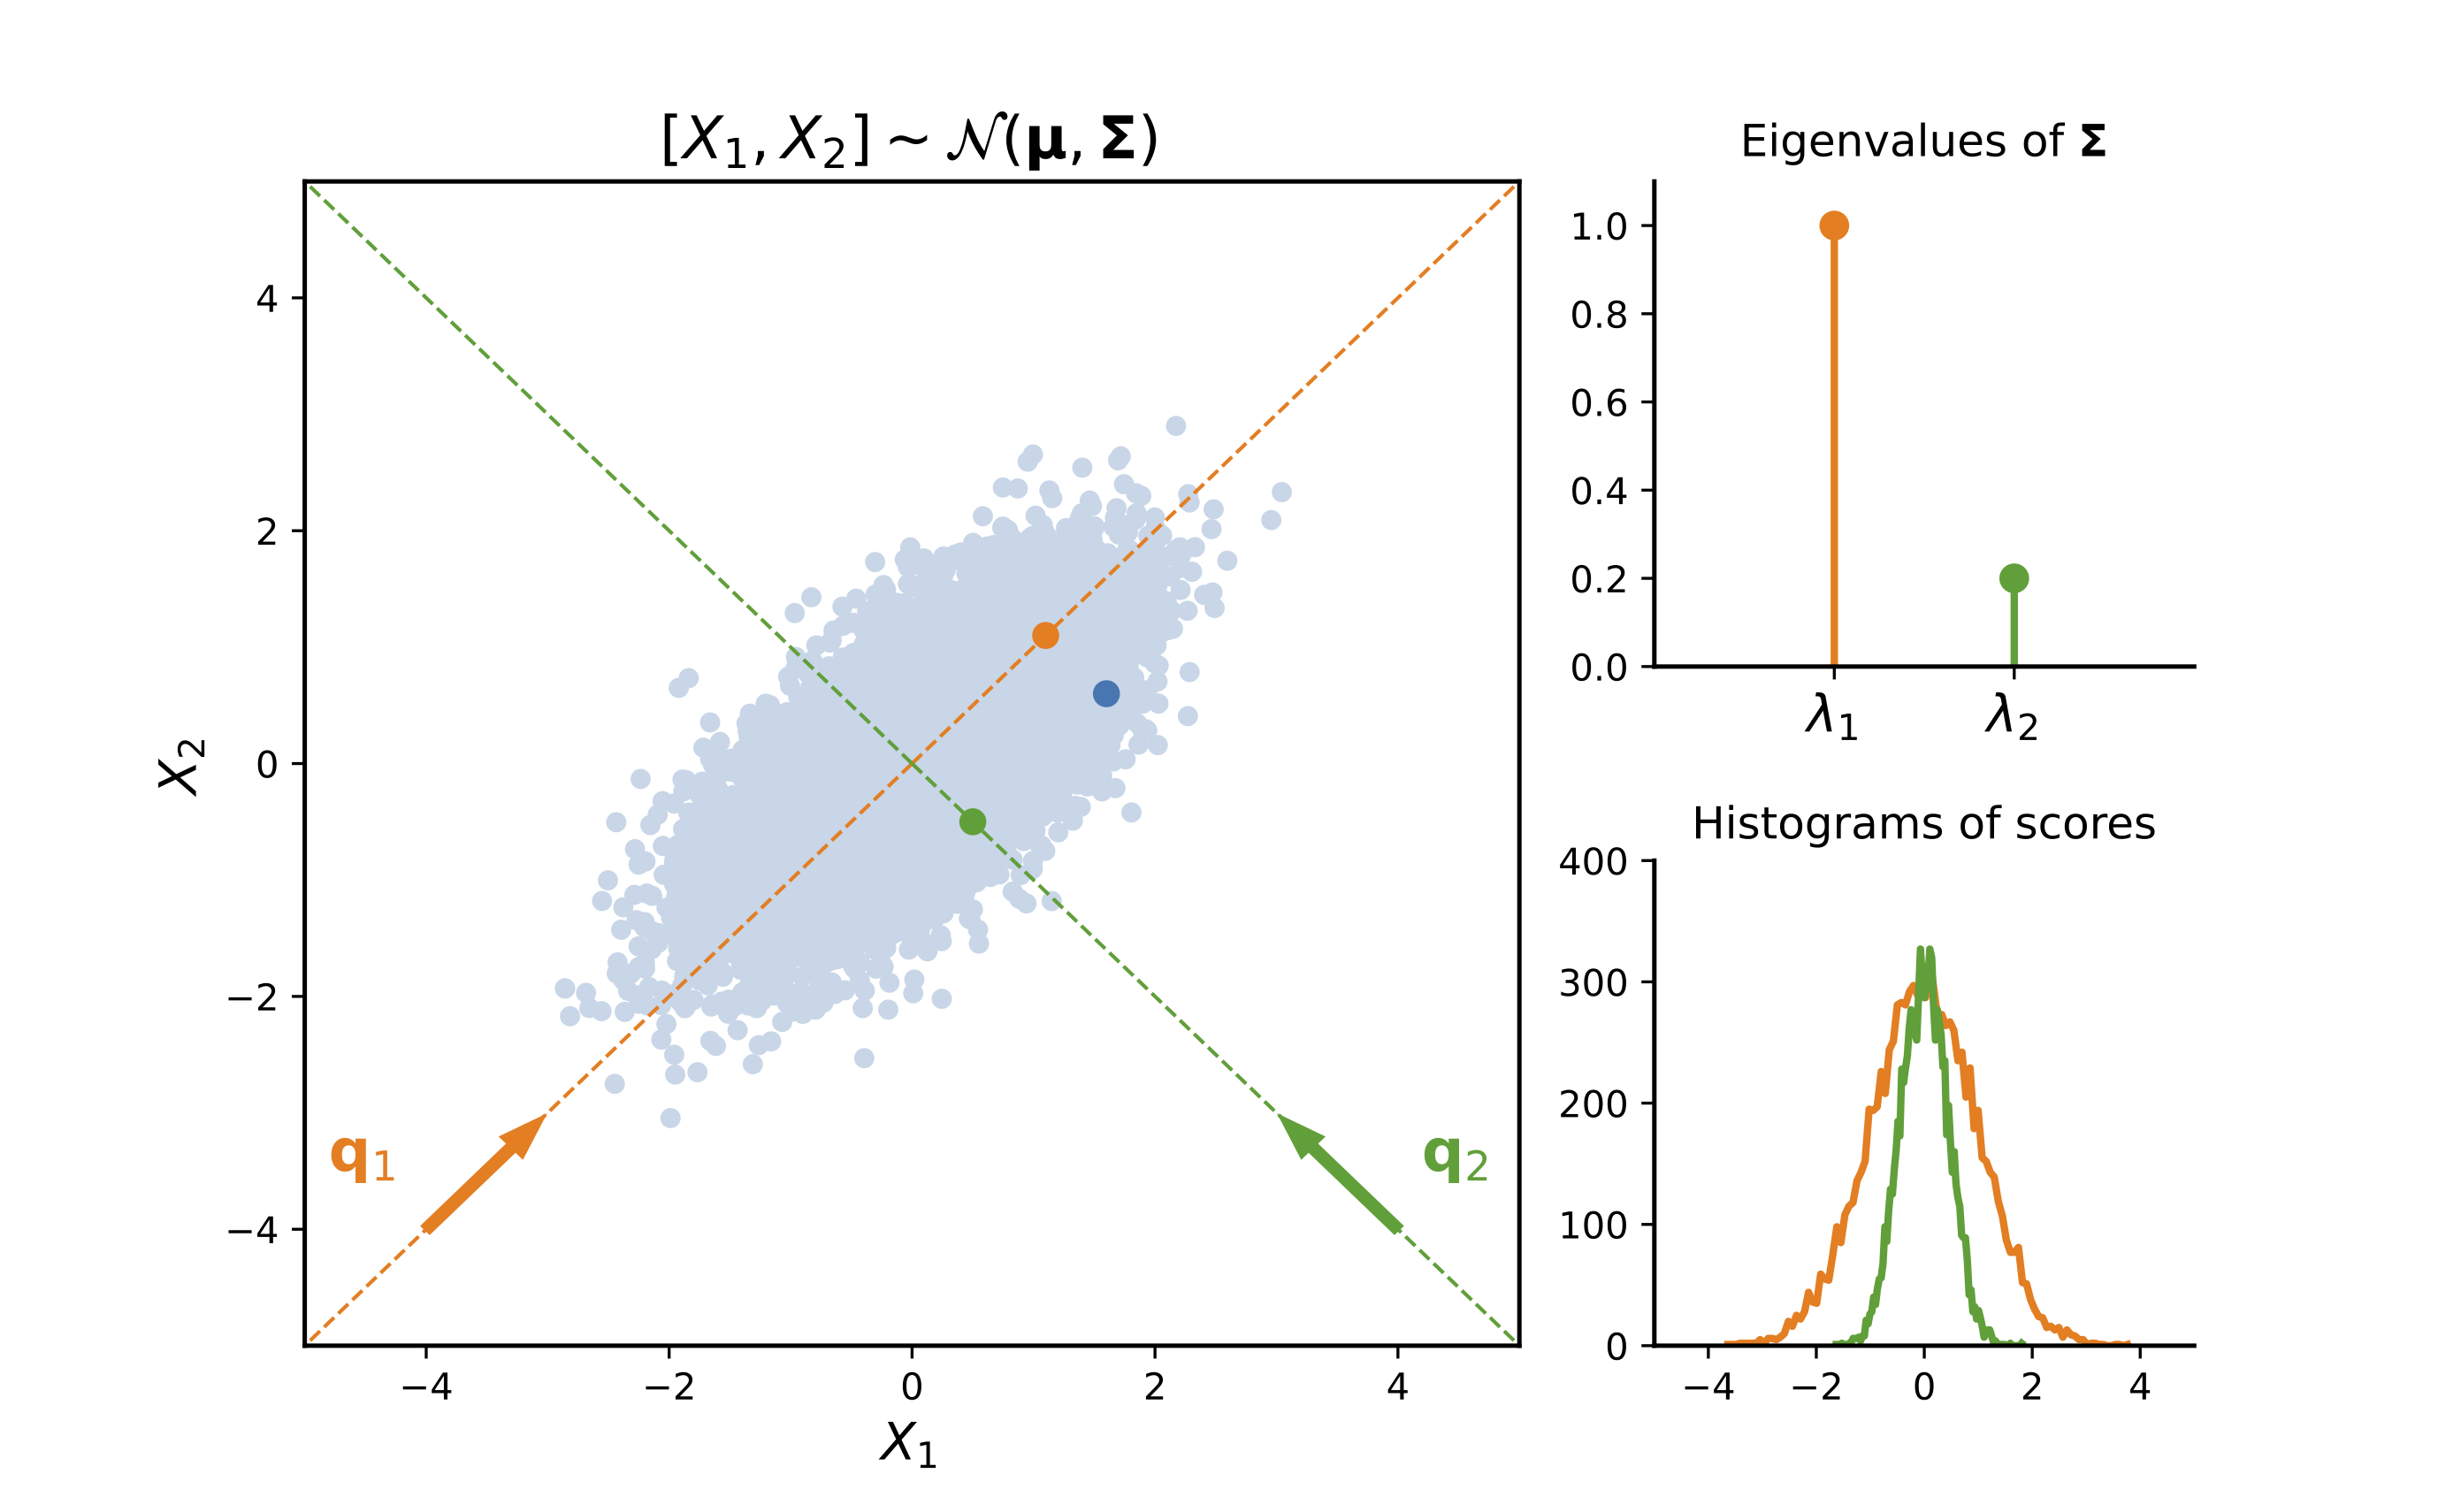 [X₁, X₂] ~ 𝒩(μ, Σ)
4
2
0
−2
−4
X₂
−4 −2 0 2 4
X₁
q₁
q₂
Eigenvalues of Σ
1.0
0.8
0.6
0.4
0.2
0.0
λ₁ λ₂
Histograms of scores
400
300
200
100
0
−4 −2 0 2 4